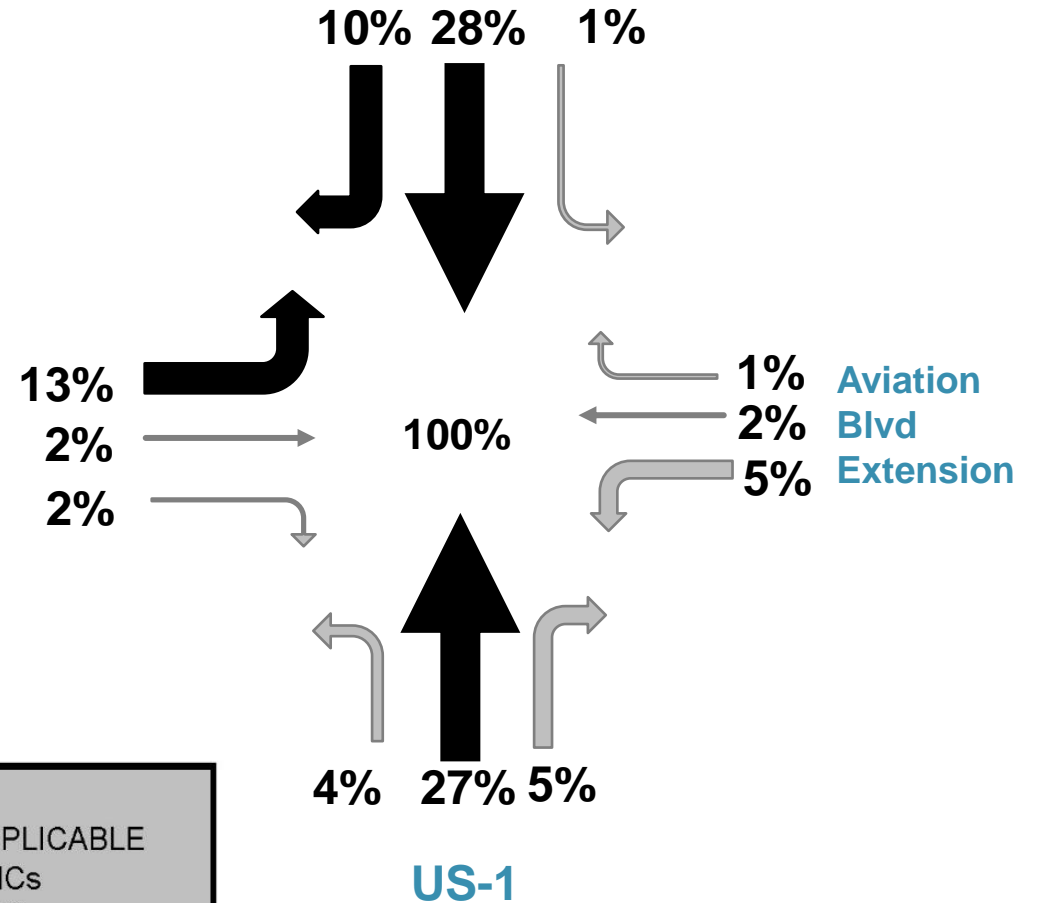 10% 28% 1%
13%
2%
2%
100%
1%
2%
5%
Aviation
Blvd
Extension
4% 27% 5%
US-1